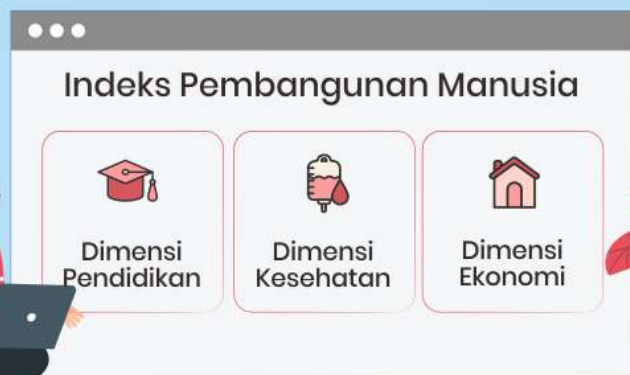 Indeks Pembangunan Manusia
Dimensi
Pendidikan
Dimensi
Kesehatan
Dimensi
Ekonomi